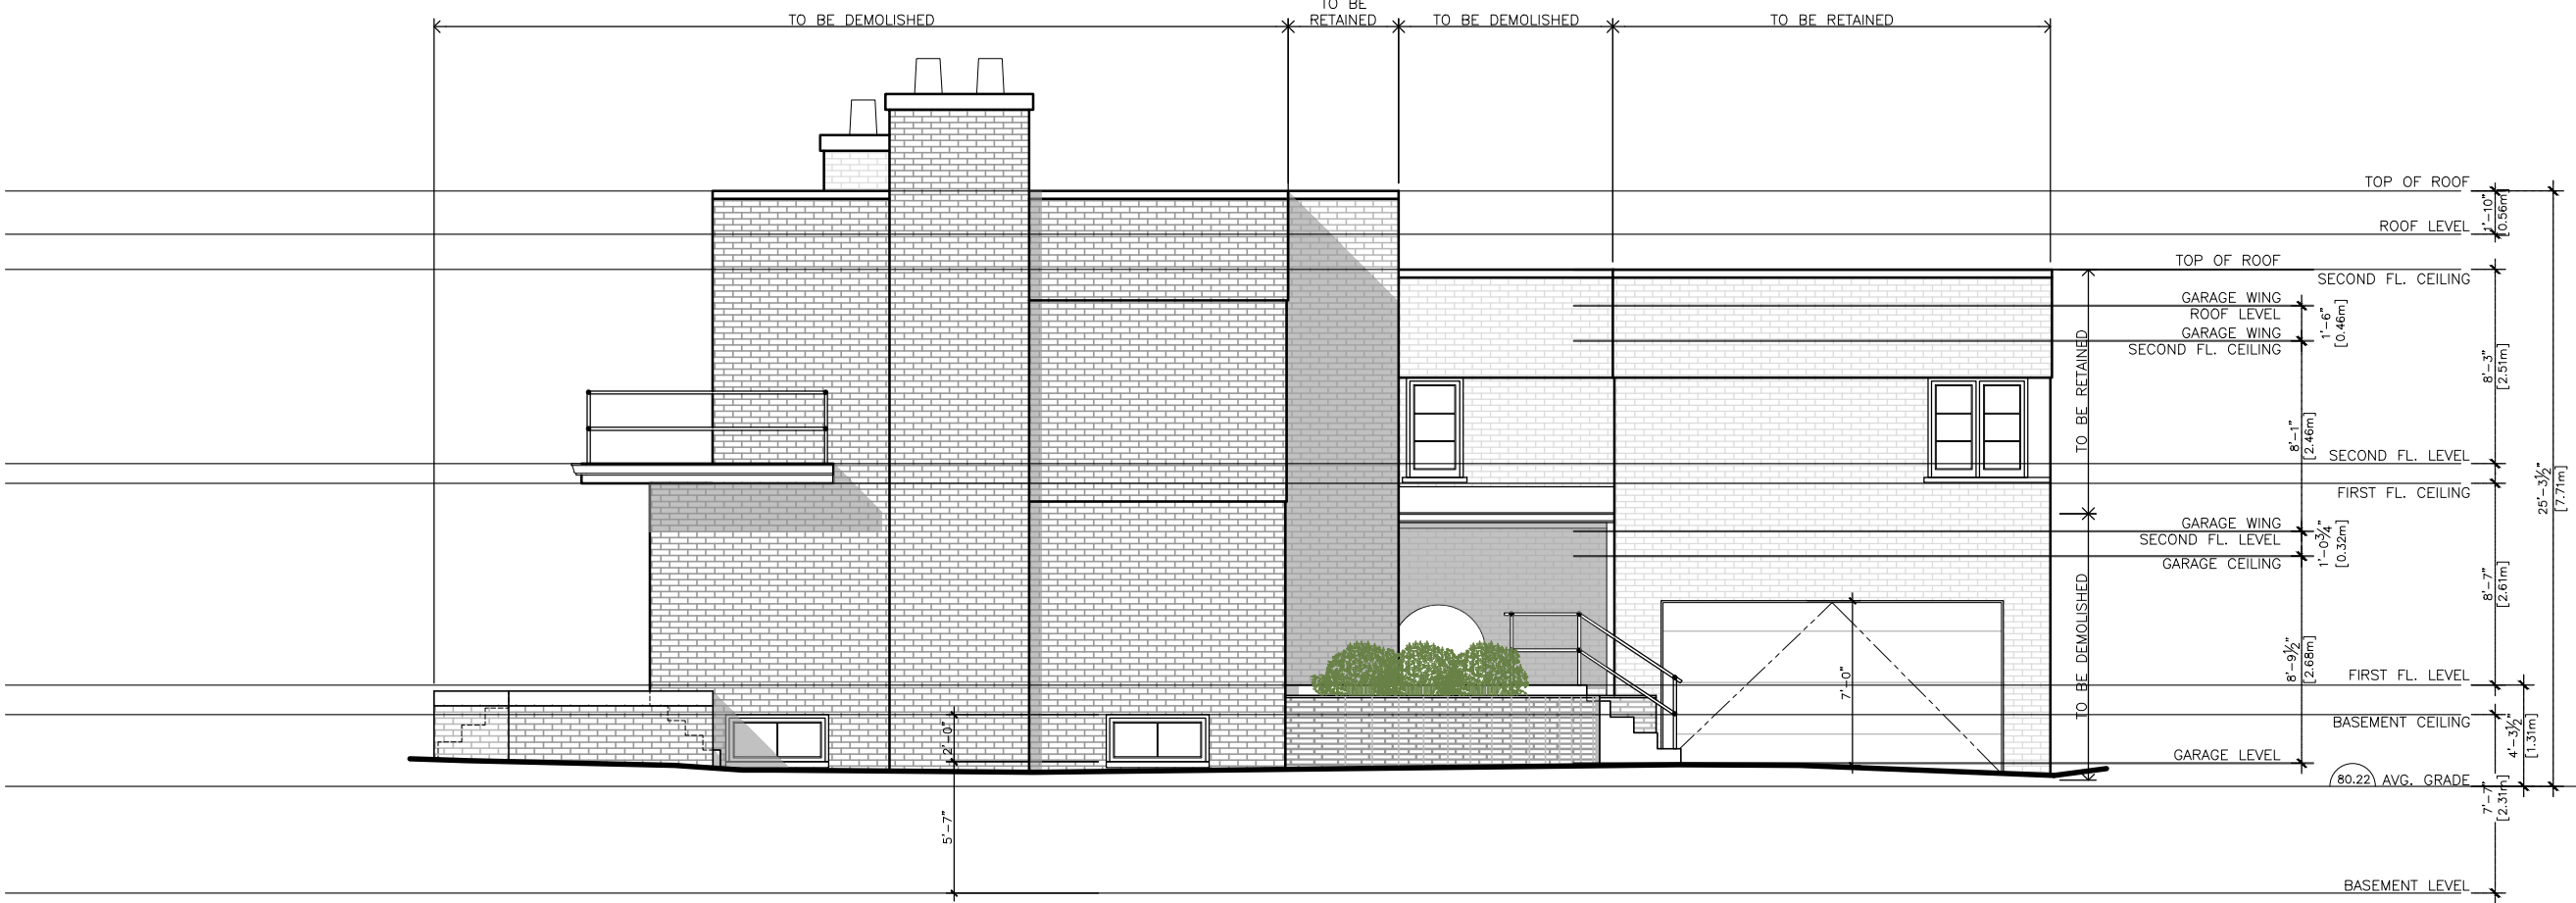 TO BE
TO BE DEMOLISHED
RETAINED
TO BE DEMOLISHED
TO BE RETAINED
TOP OF ROOF
1'-10"
[0.56m]
ROOF LEVEL
TOP OF ROOF
SECOND FL. CEILING
GARAGE WING
ROOF LEVEL
1'-6"
[0.46m]
GARAGE WING
SECOND FL. CEILING
TO BE RETAINED
8'-3"
[2.51m]
8'-1"
[2.46m]
SECOND FL. LEVEL
FIRST FL. CEILING
25'-3½"
[7.71m]
GARAGE WING
SECOND FL. LEVEL
1'-0¾"
[0.32m]
GARAGE CEILING
8'-7"
[2.61m]
TO BE DEMOLISHED
8'-9½"
[2.68m]
7'-0"
FIRST FL. LEVEL
BASEMENT CEILING
4'-3½"
[1.31m]
2'-0"
GARAGE LEVEL
80.22 AVG. GRADE
7'-7"
[2.31m]
5'-7"
BASEMENT LEVEL